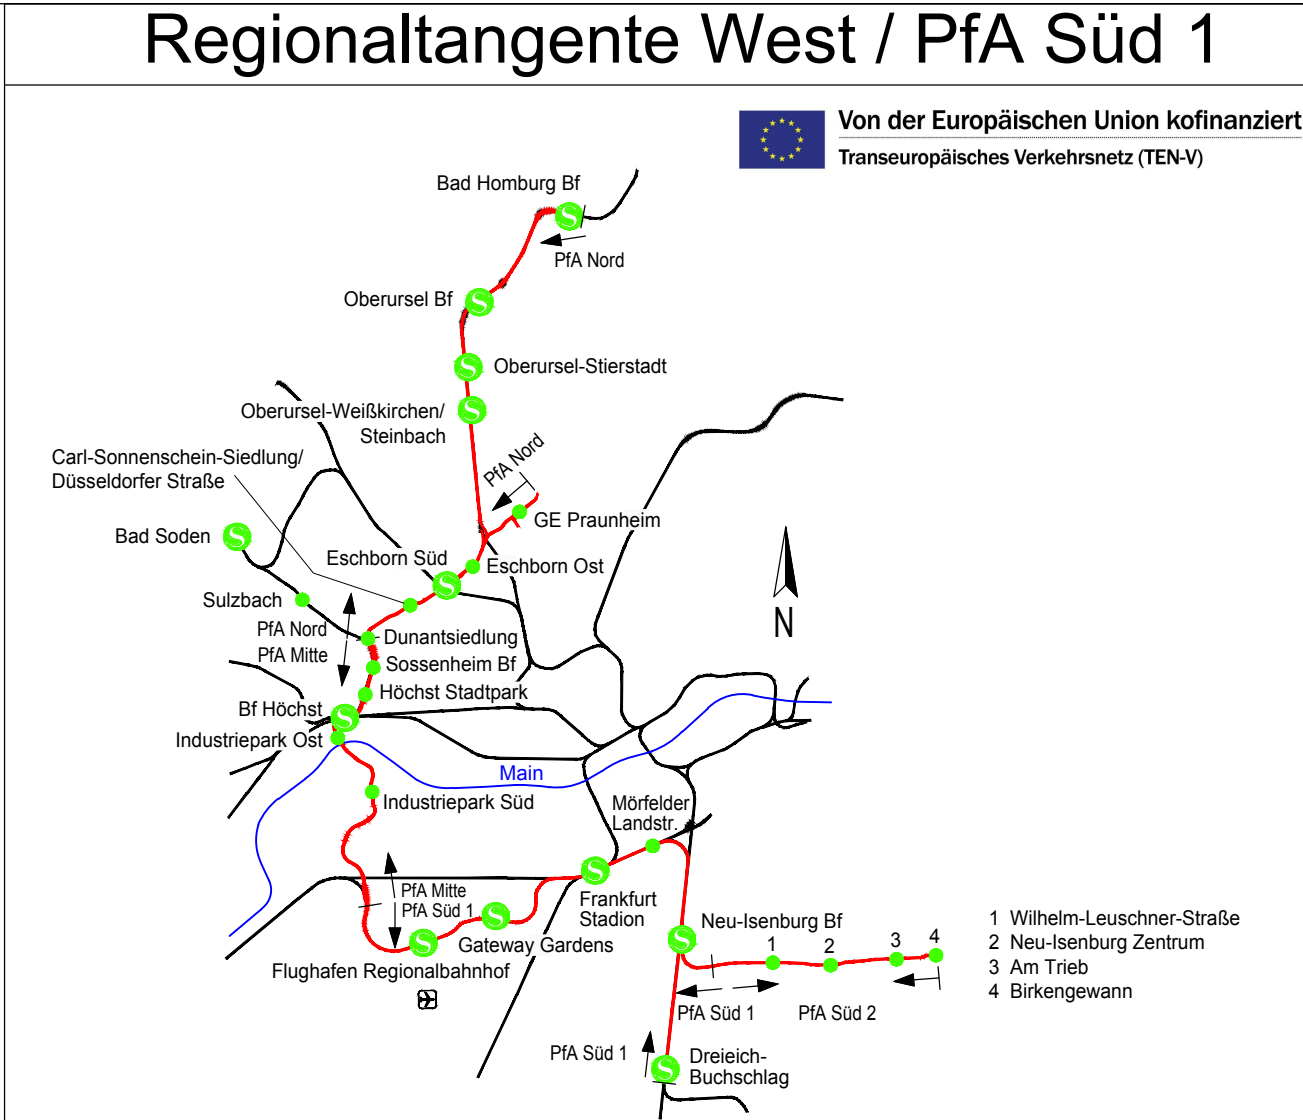 Regionaltangente West / PfA Süd 1
Von der Europäischen Union kofinanziert
Transeuropäisches Verkehrsnetz (TEN-V)
Bad Homburg Bf
PfA Nord
Oberursel Bf
Oberursel-Stierstadt
Oberursel-Weißkirchen/
Steinbach
PfA Nord
Carl-Sonnenschein-Siedlung/
Düsseldorfer Straße
GE Praunheim
Bad Soden
Eschborn Süd
Eschborn Ost
Sulzbach
PfA Nord
PfA Mitte
Dunantsiedlung
N
Sossenheim Bf
Höchst Stadtpark
Bf Höchst
Industriepark Ost
Main
Industriepark Süd
Mörfelder
Landstr.
PfA Mitte
PfA Süd 1
Frankfurt
Stadion
Gateway Gardens
Flughafen Regionalbahnhof
Neu-Isenburg Bf
1
2
3
4
1 Wilhelm-Leuschner-Straße
2 Neu-Isenburg Zentrum
3 Am Trieb
4 Birkengewann
PfA Süd 1
PfA Süd 2
PfA Süd 1
Dreieich-
Buchschlag